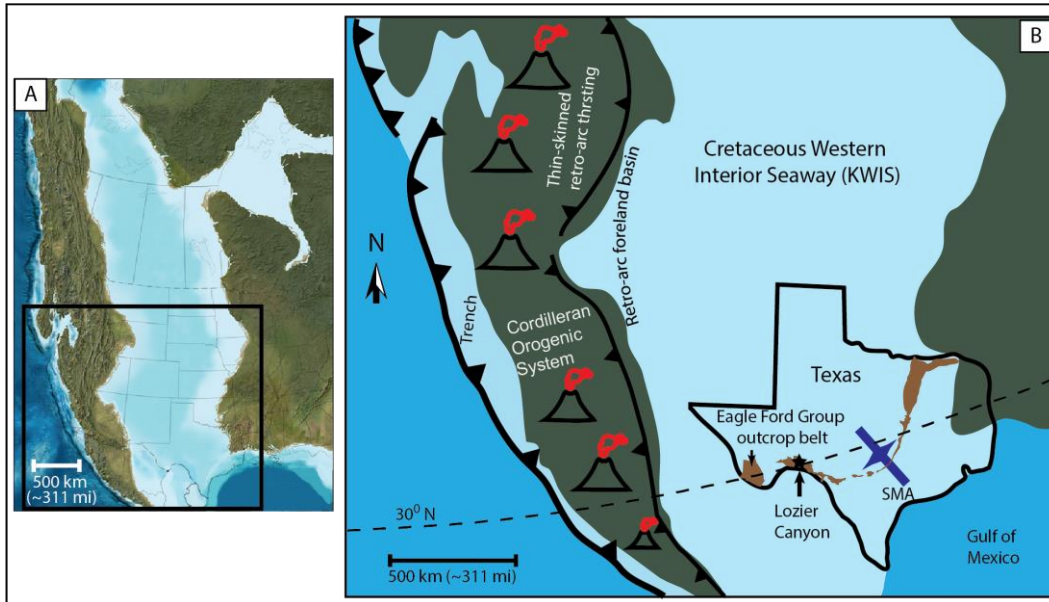 A
500 km
(~311 mi)
B
Thin-skinned
retro-arc thrsting
Cretaceous Western
Interior Seaway (KWIS)
Retro-arc foreland basin
N
Trench
Cordilleran
Orogenic
System
Texas
Eagle Ford Group
outcrop belt
SMA
Lozier
Canyon
30⁰ N
Gulf of
Mexico
500 km (~311 mi)